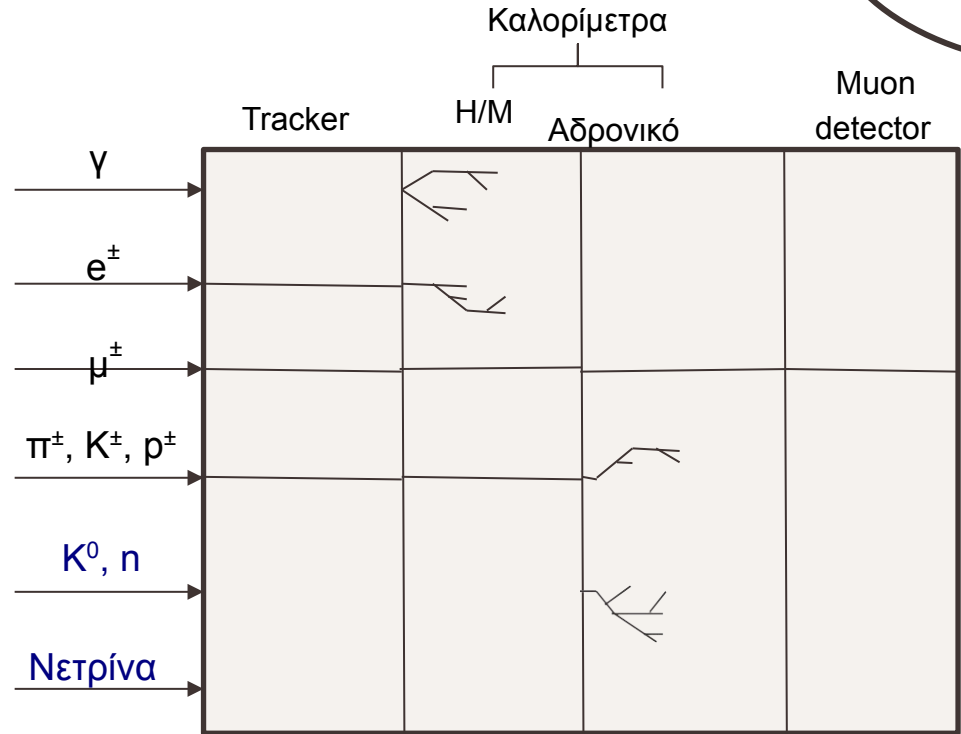 Καλορίμετρα
Tracker
Η/Μ
Αδρονικό
Muon
detector
γ
e±
μ±
π±, K±, p±
K⁰, n
Νετρίνα